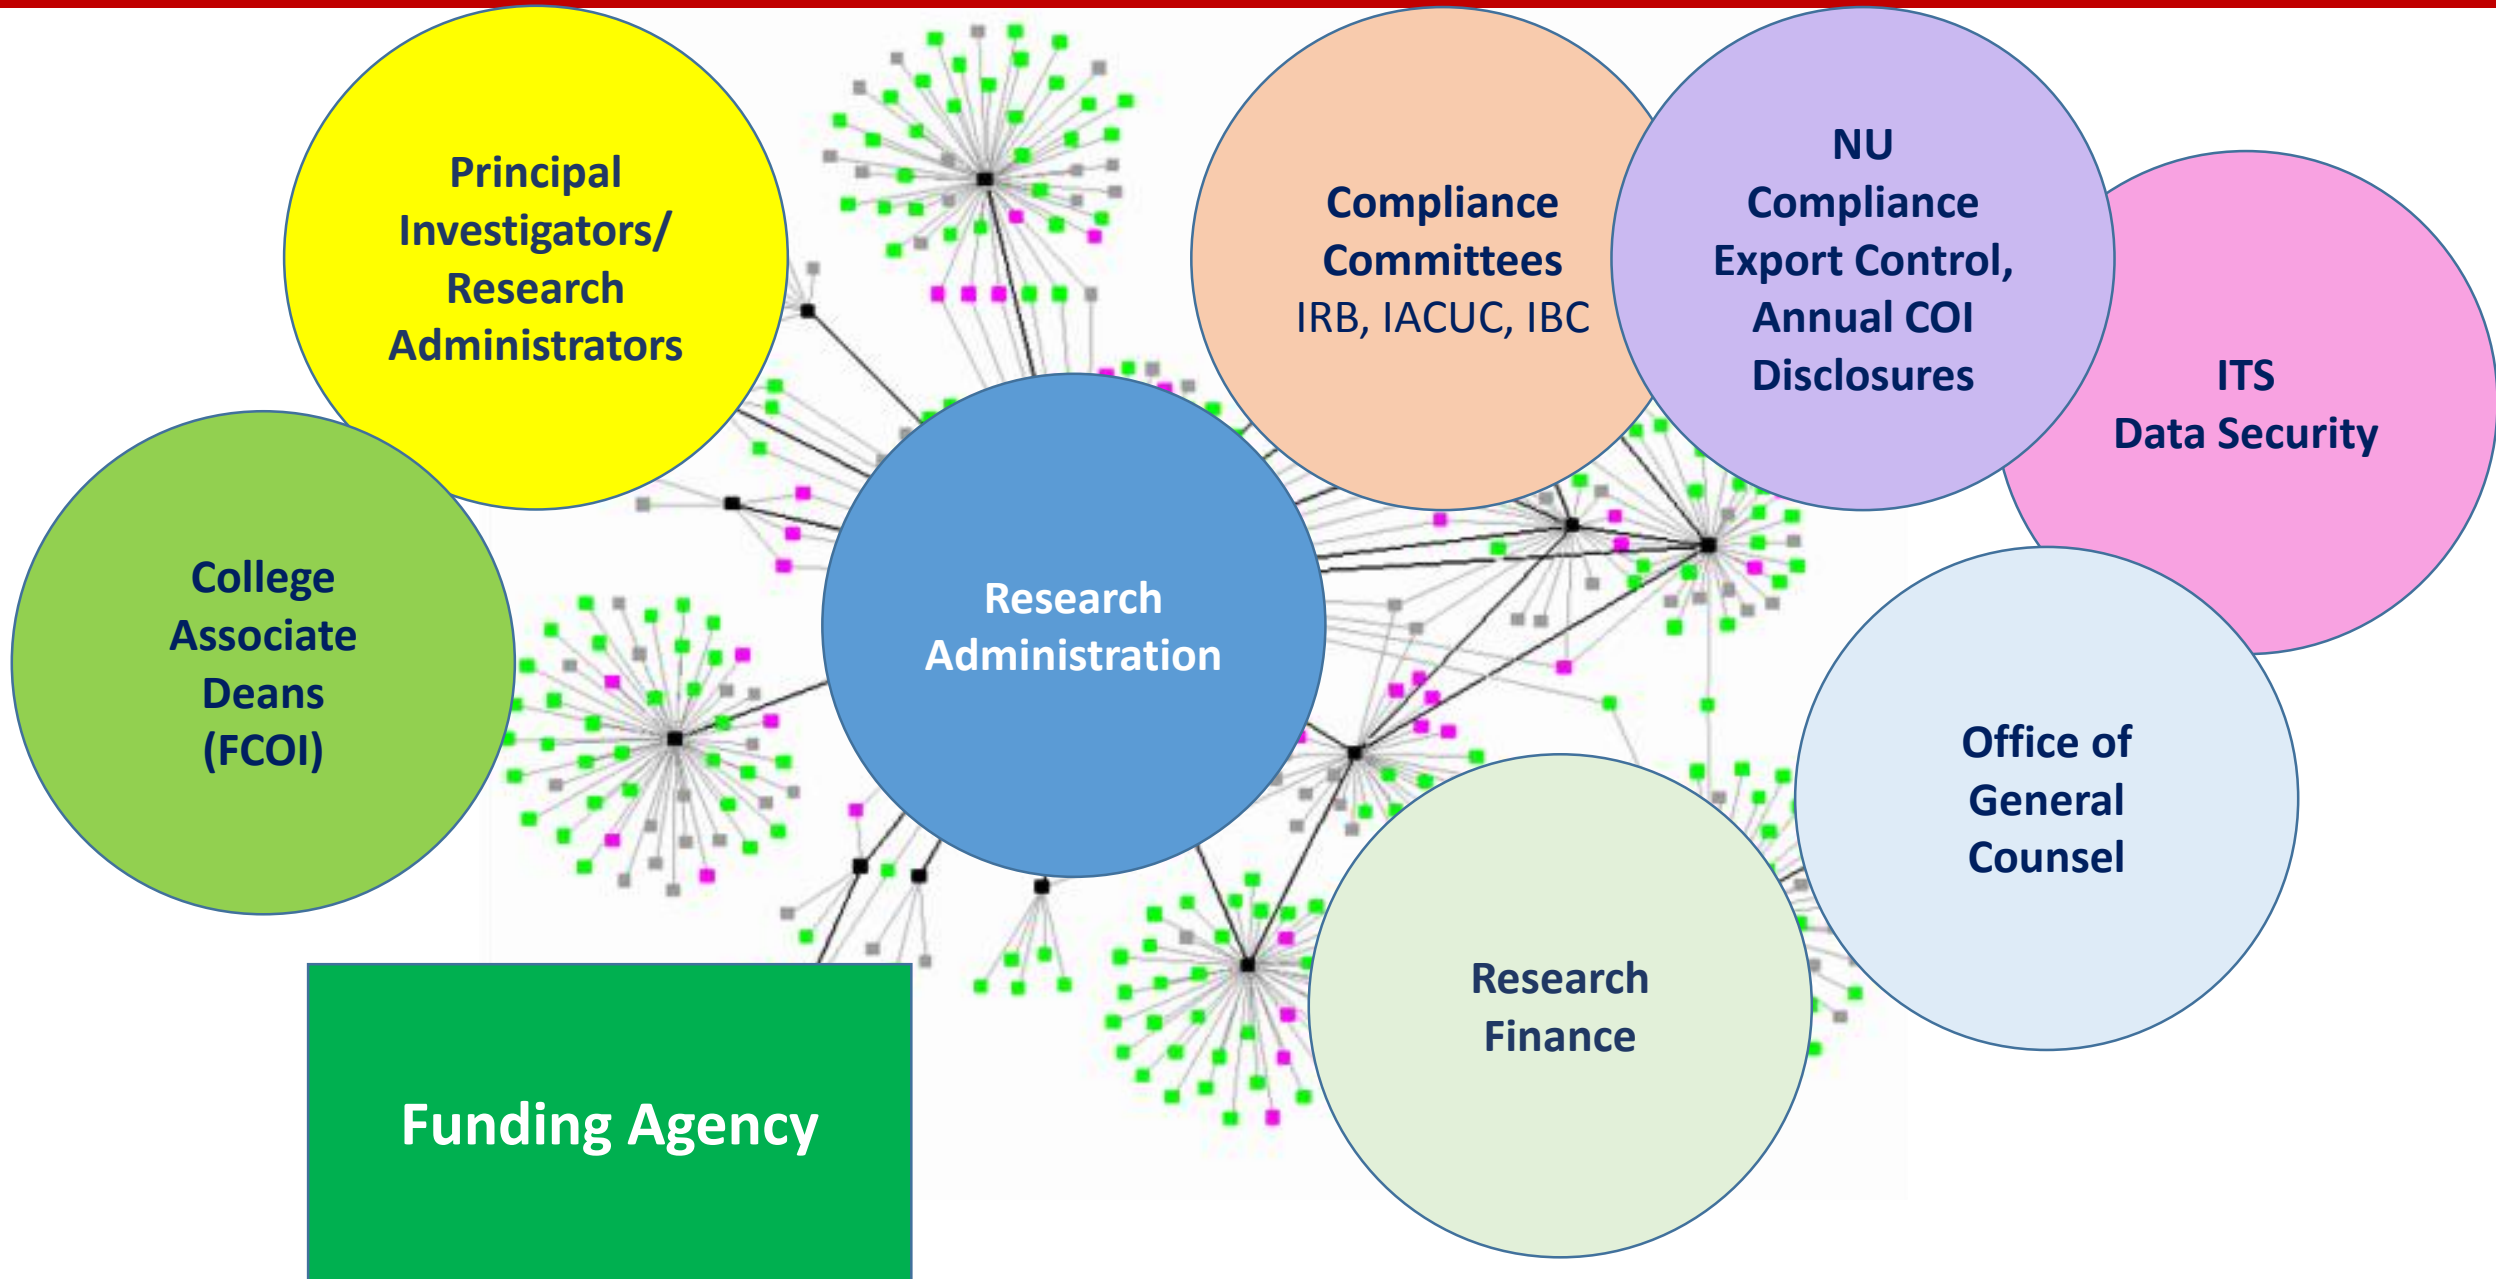 Principal
Investigators/
Research
Administrators
Compliance
Committees
IRB, IACUC, IBC
NU
Compliance
Export Control,
Annual COI
Disclosures
ITS
Data Security
College
Associate
Deans
(FCOI)
Research
Administration
Office of
General
Counsel
Research
Finance
Funding Agency